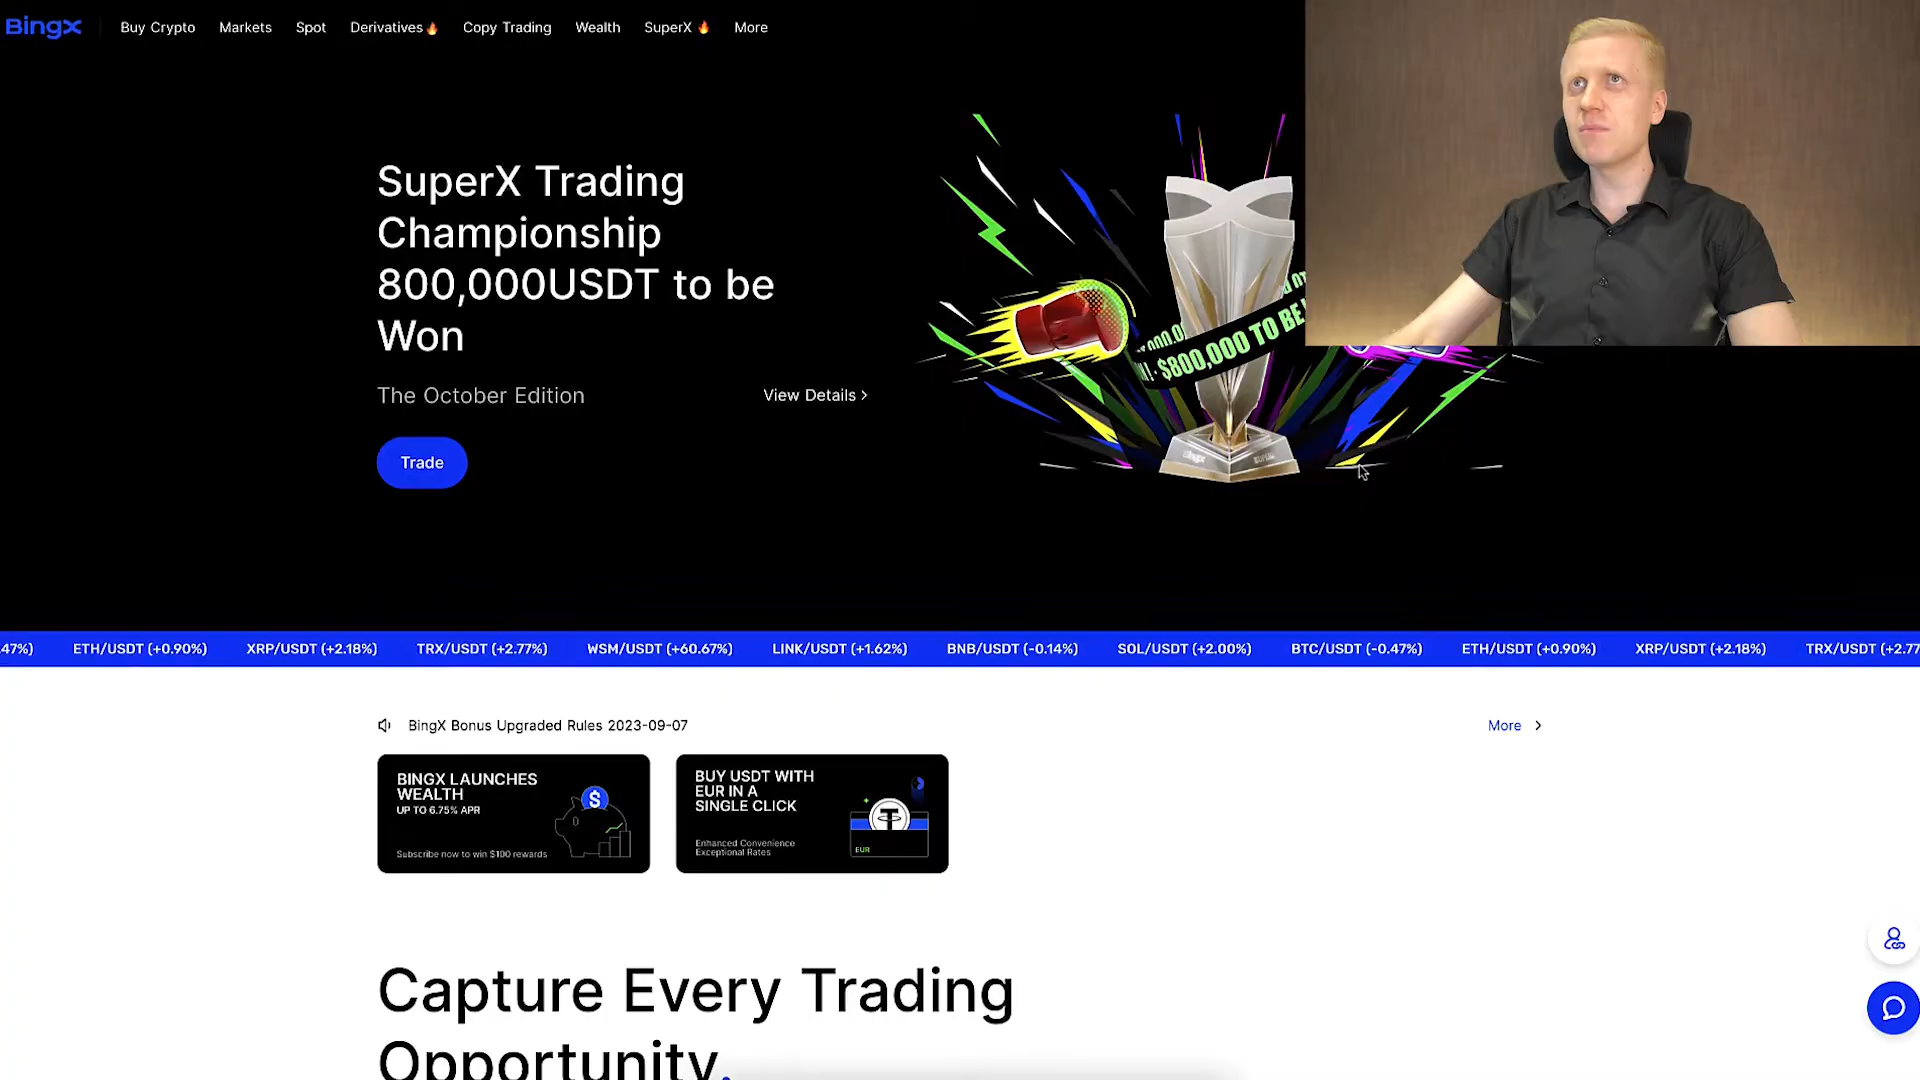 BingX
Buy Crypto
Markets
Spot
Derivatives
Copy Trading
Wealth
SuperX
More
SuperX Trading
Championship
800,000USDT to be
Won
The October Edition
View Details
Trade
$800,000 TO BE
BingX
47%)
ETH/USDT (+0.90%)
XRP/USDT (+2.18%)
TRX/USDT (+2.77%)
WSM/USDT (+60.67%)
LINK/USDT (+1.62%)
BNB/USDT (-0.14%)
SOL/USDT (+2.00%)
BTC/USDT (-0.47%)
ETH/USDT (+0.90%)
XRP/USDT (+2.18%)
TRX/USDT (+2.77
BingX Bonus Upgraded Rules 2023-09-07
More
BINGX LAUNCHES
WEALTH
UP TO 6.75% APR
Subscribe now to win $100 rewards
BUY USDT WITH
EUR IN A
SINGLE CLICK
Enhanced Convenience
Exceptional Rates
EUR
Capture Every Trading
Opportunity.